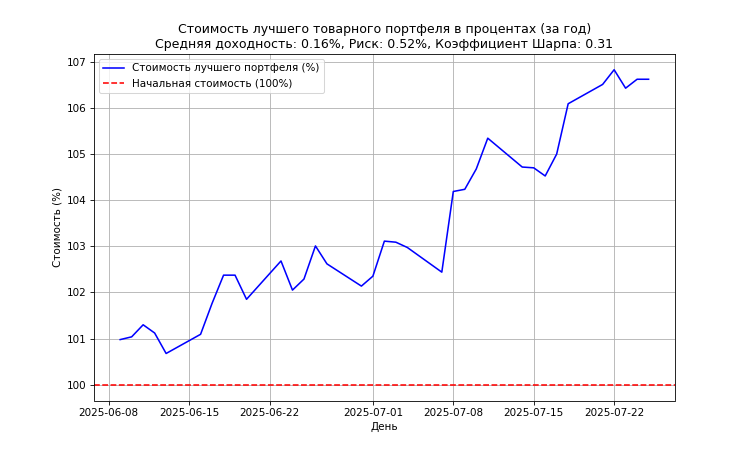 Стоимость лучшего товарного портфеля в процентах (за год)
Средняя доходность: 0.16%, Риск: 0.52%, Коэффициент Шарпа: 0.31
Стоимость лучшего портфеля (%)
Начальная стоимость (100%)
Стоимость (%)
107
106
105
104
103
102
101
100
2025-06-08 2025-06-15 2025-06-22 2025-07-01 2025-07-08 2025-07-15 2025-07-22
День